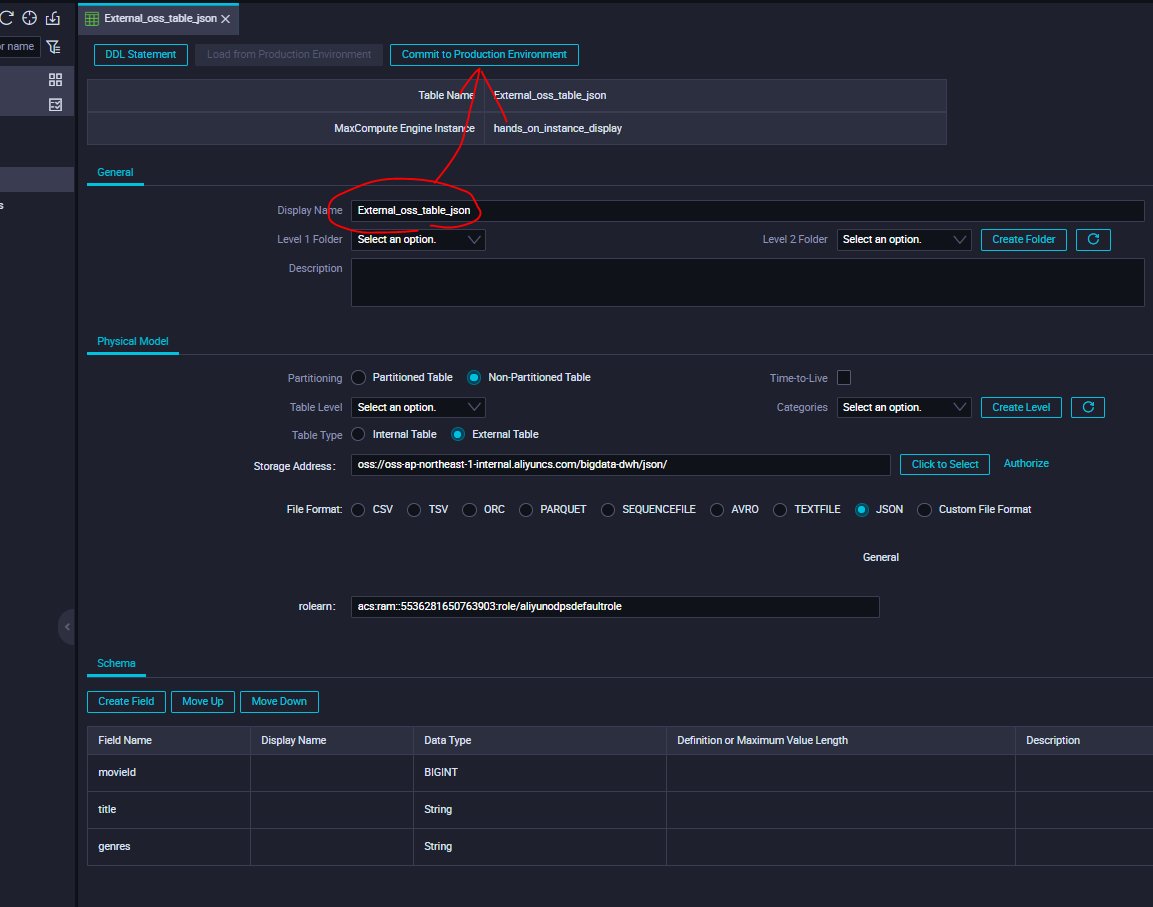 External_oss_table_json
or name
DDL Statement Load from Production Environment Commit to Production Environment
Table Name External_oss_table_json
MaxCompute Engine Instance hands_on_instance_display
General
s
Display Name External_oss_table_json
Level 1 Folder Select an option. Level 2 Folder Select an option. Create Folder
Description
Physical Model
Partitioning Partitioned Table Non-Partitioned Table Time-to-Live
Table Level Select an option. Categories Select an option. Create Level
Table Type Internal Table External Table
Storage Address: oss://oss-ap-northeast-1-internal.aliyuncs.com/bigdata-dwh/json/ Click to Select Authorize
File Format: CSV TSV ORC PARQUET SEQUENCEFILE AVRO TEXTFILE JSON Custom File Format
General
rolearn: acs:ram::5536281650763903:role/aliyunodpsdefaultrole
Schema
Create Field Move Up Move Down
Field Name Display Name Data Type Definition or Maximum Value Length Description
movieId BIGINT
title String
genres String